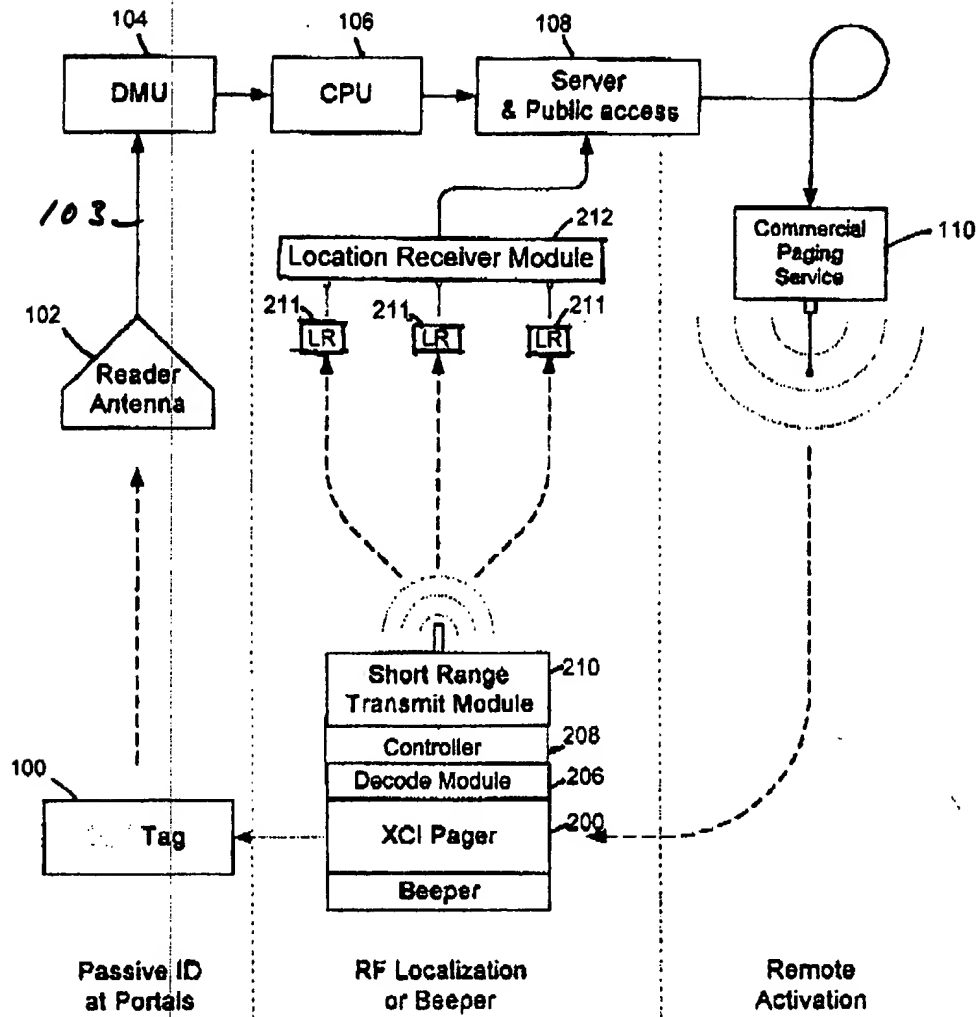 104
106
108
DMU
CPU
Server
& Public access
103
212
Location Receiver Module
Commercial
Paging
Service
110
102
211
211
211
LR
LR
LR
Reader
Antenna
Short Range
Transmit Module
210
Controller
208
Decode Module
206
100
Tag
XCI Pager
200
Beeper
Passive ID
at Portals
RF Localization
or Beeper
Remote
Activation